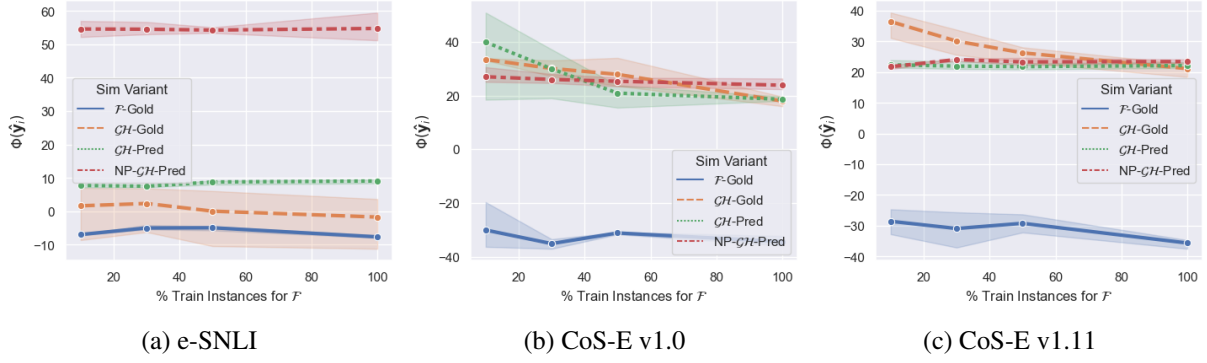 60
50
40
30
20
10
0
−10
Φ(ŷᵢ)
Sim Variant
ℱ-Gold
𝒢ℋ-Gold
𝒢ℋ-Pred
NP-𝒢ℋ-Pred
20
40
60
80
100
% Train Instances for ℱ
(a) e-SNLI
40
20
0
−20
−40
Φ(ŷᵢ)
Sim Variant
ℱ-Gold
𝒢ℋ-Gold
𝒢ℋ-Pred
NP-𝒢ℋ-Pred
20
40
60
80
100
% Train Instances for ℱ
(b) CoS-E v1.0
40
30
20
10
0
−10
−20
−30
−40
Φ(ŷᵢ)
Sim Variant
ℱ-Gold
𝒢ℋ-Gold
𝒢ℋ-Pred
NP-𝒢ℋ-Pred
20
40
60
80
100
% Train Instances for ℱ
(c) CoS-E v1.11